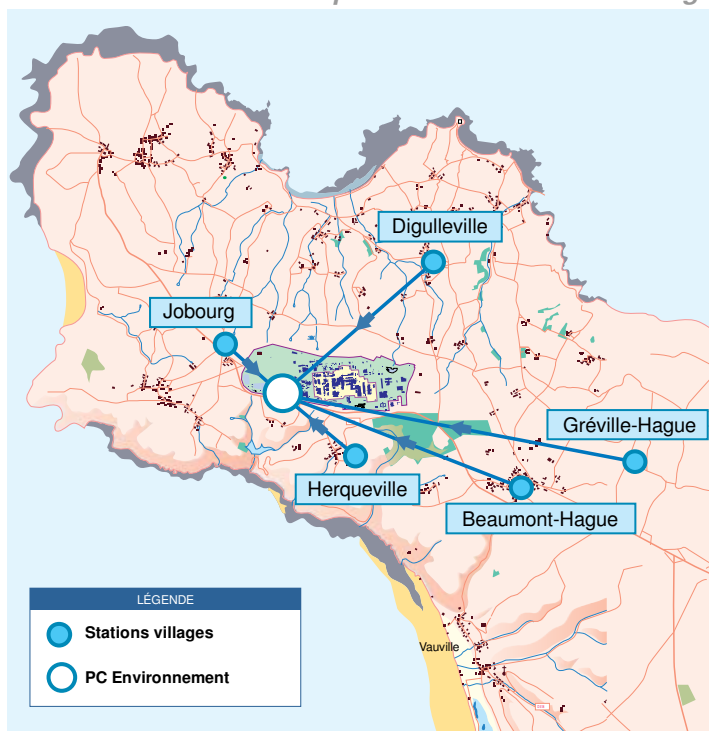 Digulleville
Jobourg
Gréville-Hague
Herqueville
Beaumont-Hague
LÉGENDE
Stations villages
PC Environnement
Vauville